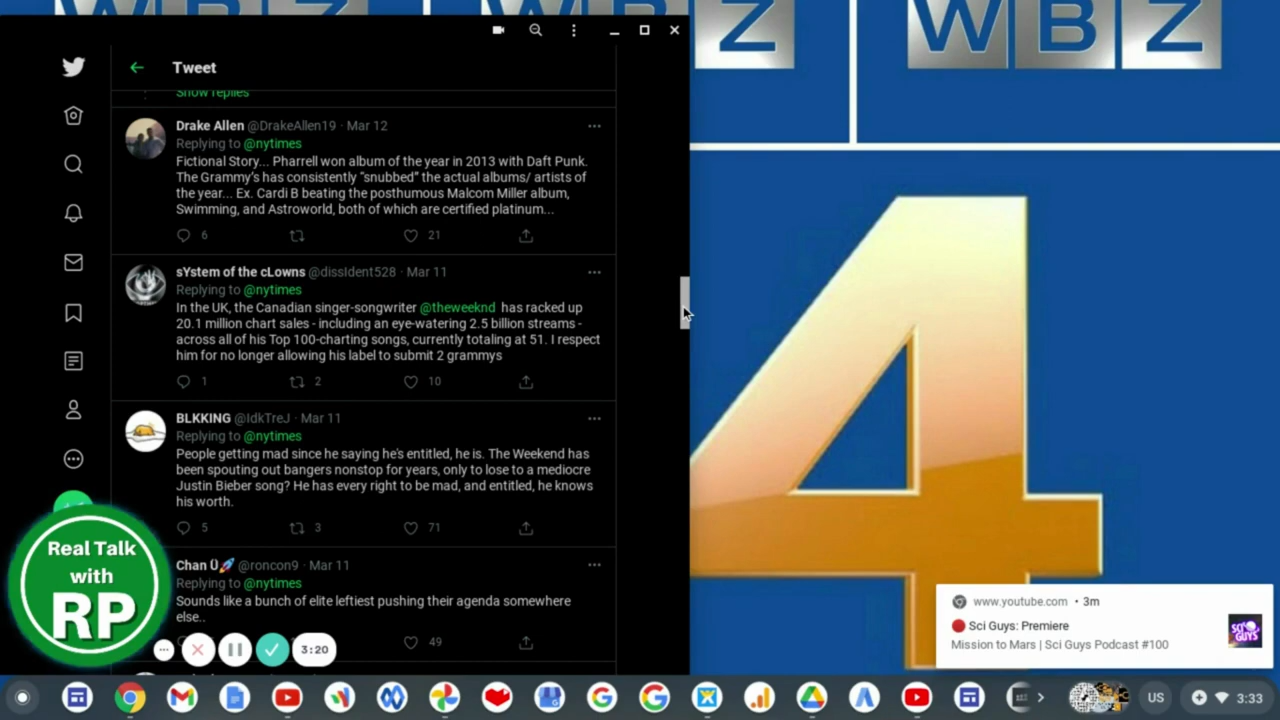 WBZ
Tweet
Show replies
Drake Allen @DrakeAllen19 · Mar 12
Replying to @nytimes
Fictional Story... Pharrell won album of the year in 2013 with Daft Punk.
The Grammy's has consistently “snubbed” the actual albums/ artists of
the year... Ex. Cardi B beating the posthumous Malcom Miller album,
Swimming, and Astroworld, both of which are certified platinum...
6 21
sYstem of the cLowns @dissIdent528 · Mar 11
Replying to @nytimes
In the UK, the Canadian singer-songwriter @theweeknd has racked up
20.1 million chart sales - including an eye-watering 2.5 billion streams -
across all of his Top 100-charting songs, currently totaling at 51. I respect
him for no longer allowing his label to submit 2 grammys
1 2 10
BLKKING @IdkTreJ · Mar 11
Replying to @nytimes
People getting mad since he saying he's entitled, he is. The Weekend has
been spouting out bangers nonstop for years, only to lose to a mediocre
Justin Bieber song? He has every right to be mad, and entitled, he knows
his worth.
5 3 71
Chan Ü🚀 @roncon9 · Mar 11
Replying to @nytimes
Sounds like a bunch of elite leftiest pushing their agenda somewhere
else..
49
Real Talk
with
RP
3:20
4
www.youtube.com • 3m
Sci Guys: Premiere
Mission to Mars | Sci Guys Podcast #100
SCI
GUYS
US
3:33